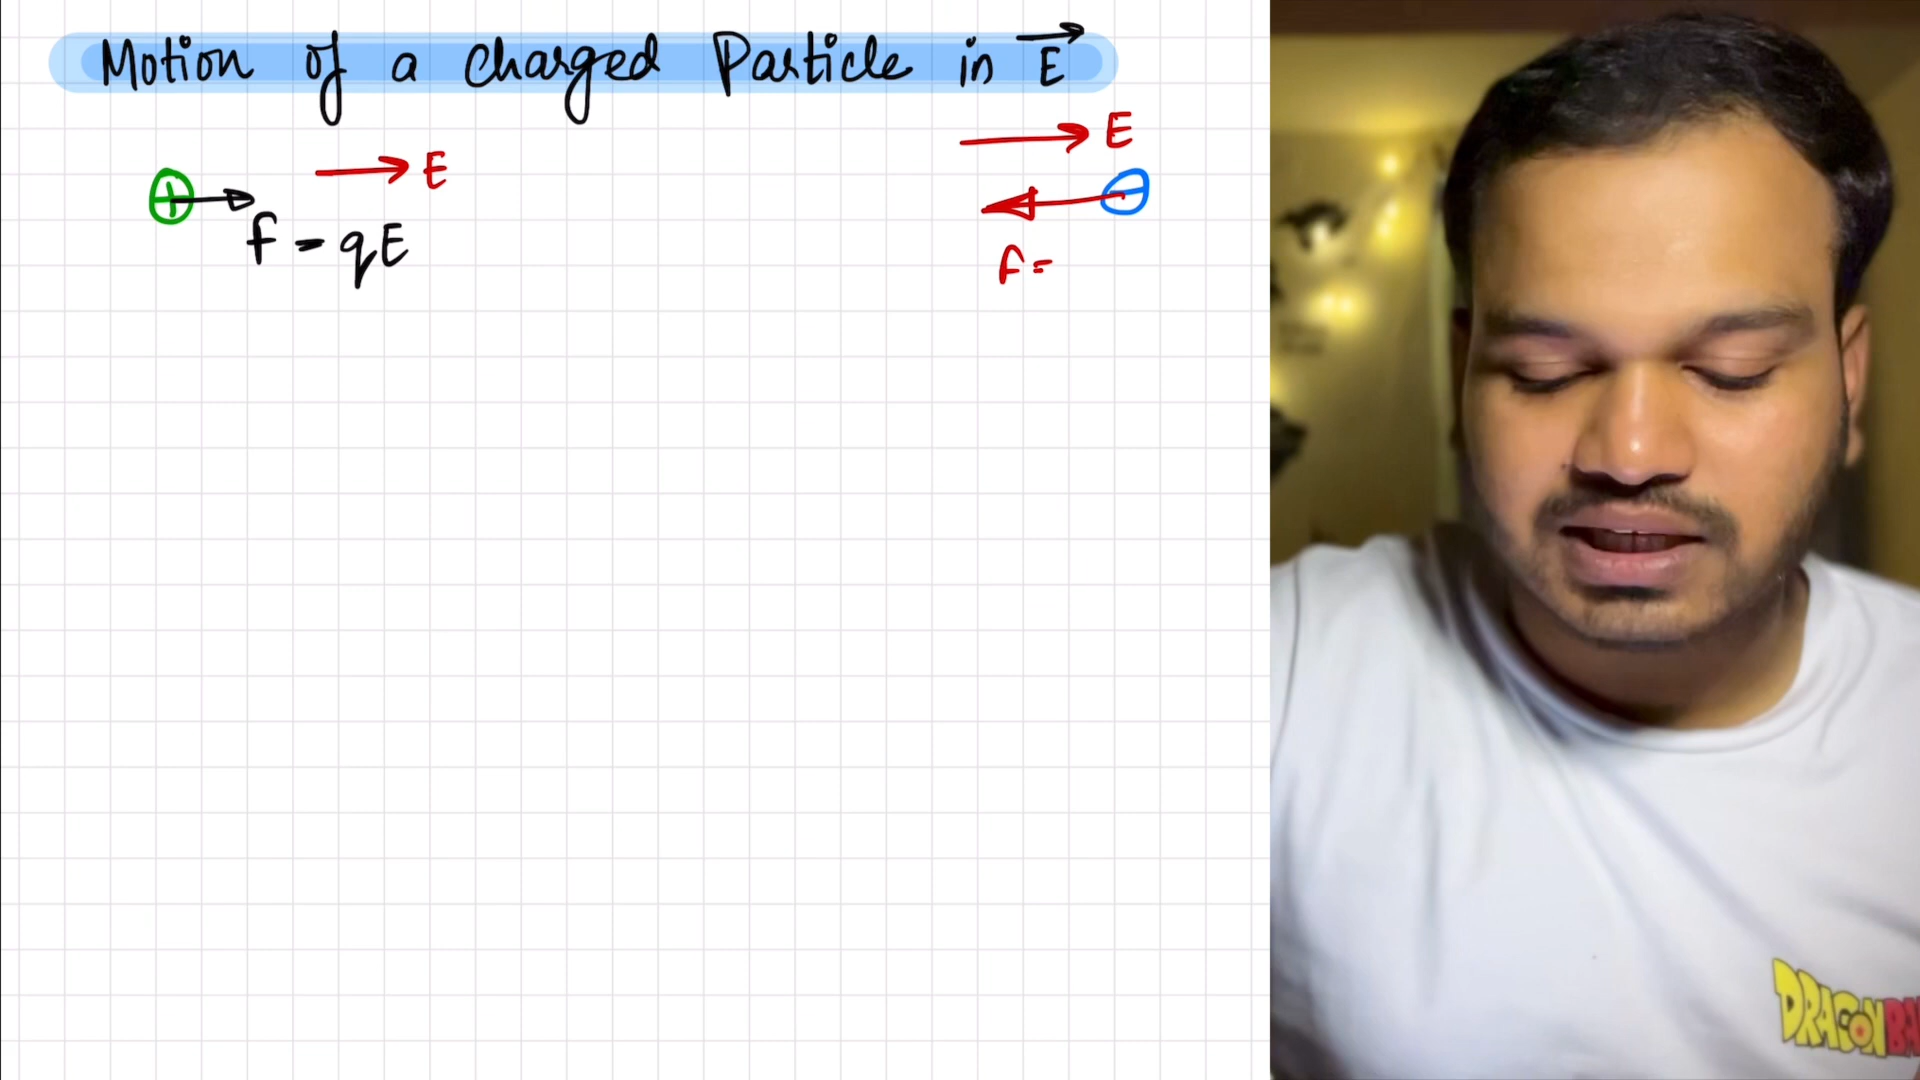 Motion of a charged Particle in E
E
E
+
−
f = qE
f =
DRAGON BA